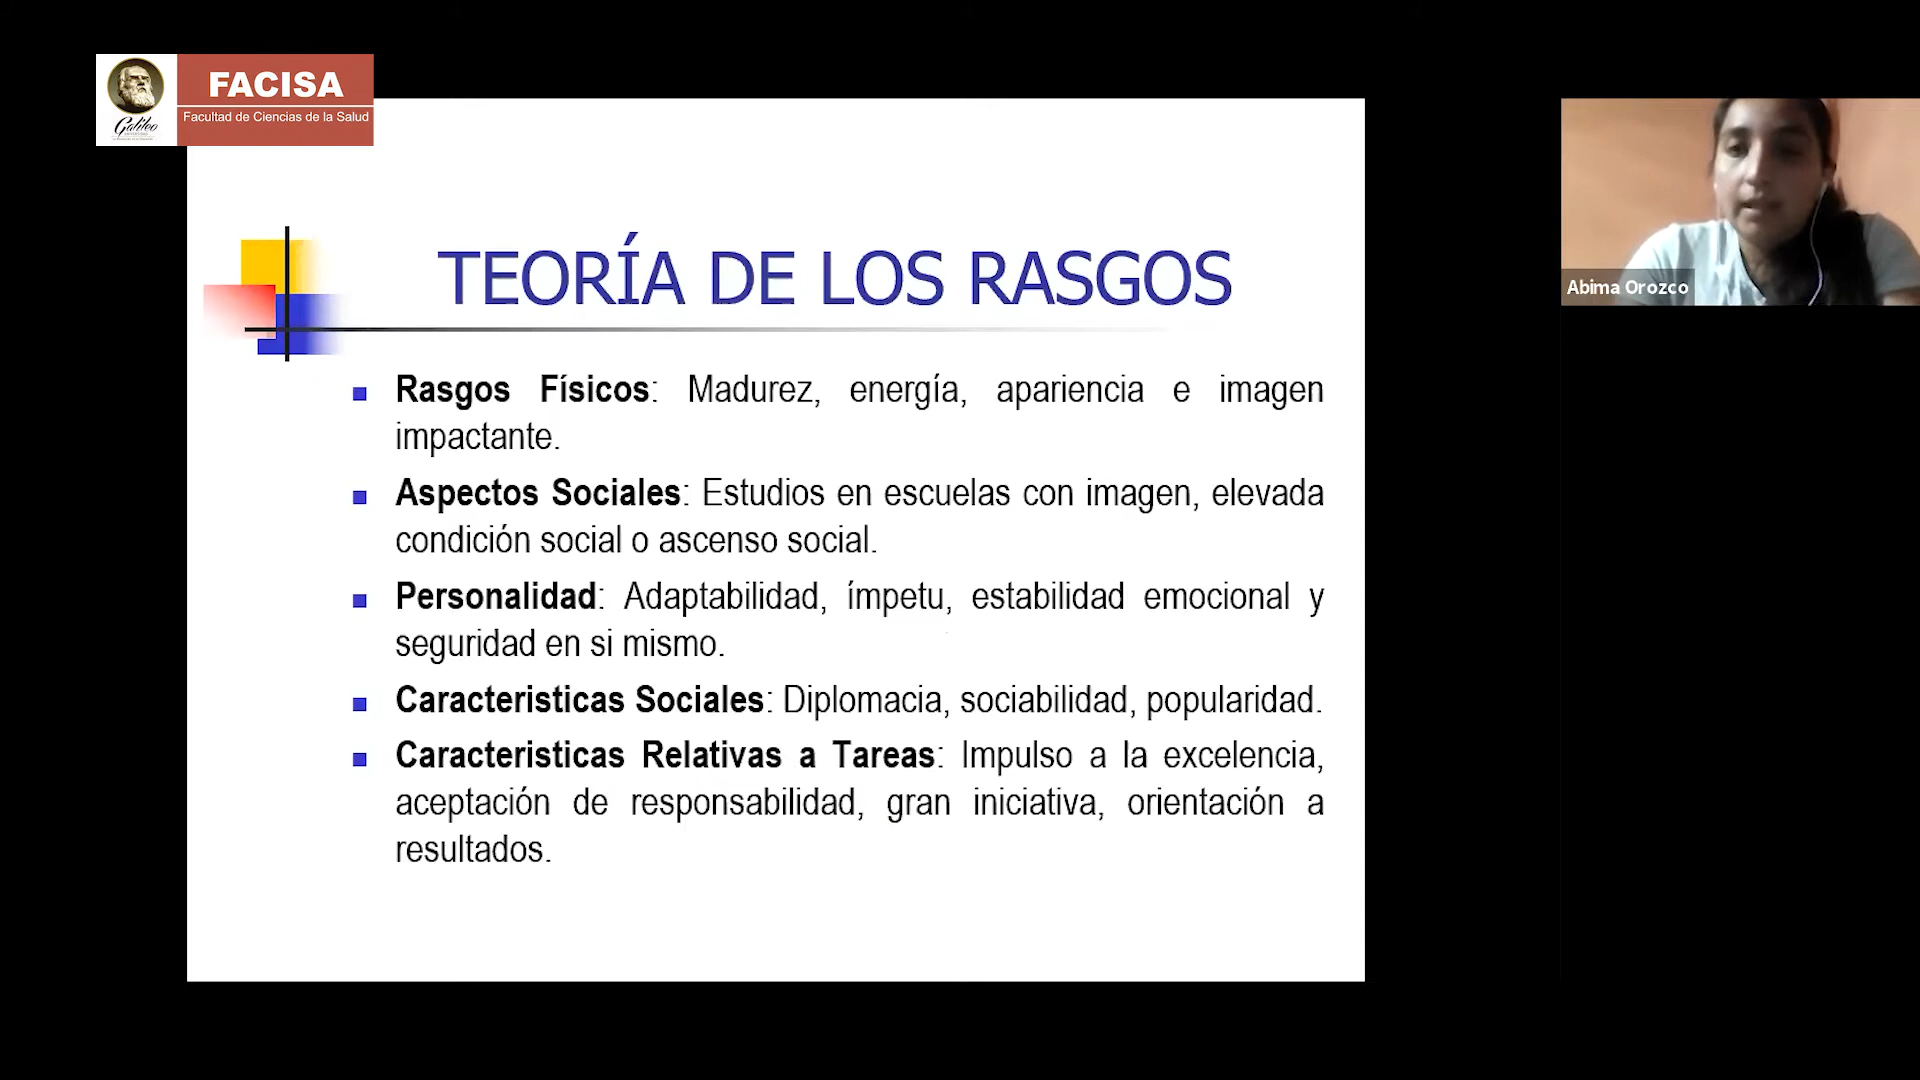 FACISA
Facultad de Ciencias de la Salud
Galileo
TEORÍA DE LOS RASGOS
Rasgos Físicos: Madurez, energía, apariencia e imagen
impactante.
Aspectos Sociales: Estudios en escuelas con imagen, elevada
condición social o ascenso social.
Personalidad: Adaptabilidad, ímpetu, estabilidad emocional y
seguridad en si mismo.
Caracteristicas Sociales: Diplomacia, sociabilidad, popularidad.
Caracteristicas Relativas a Tareas: Impulso a la excelencia,
aceptación de responsabilidad, gran iniciativa, orientación a
resultados.
Abima Orozco